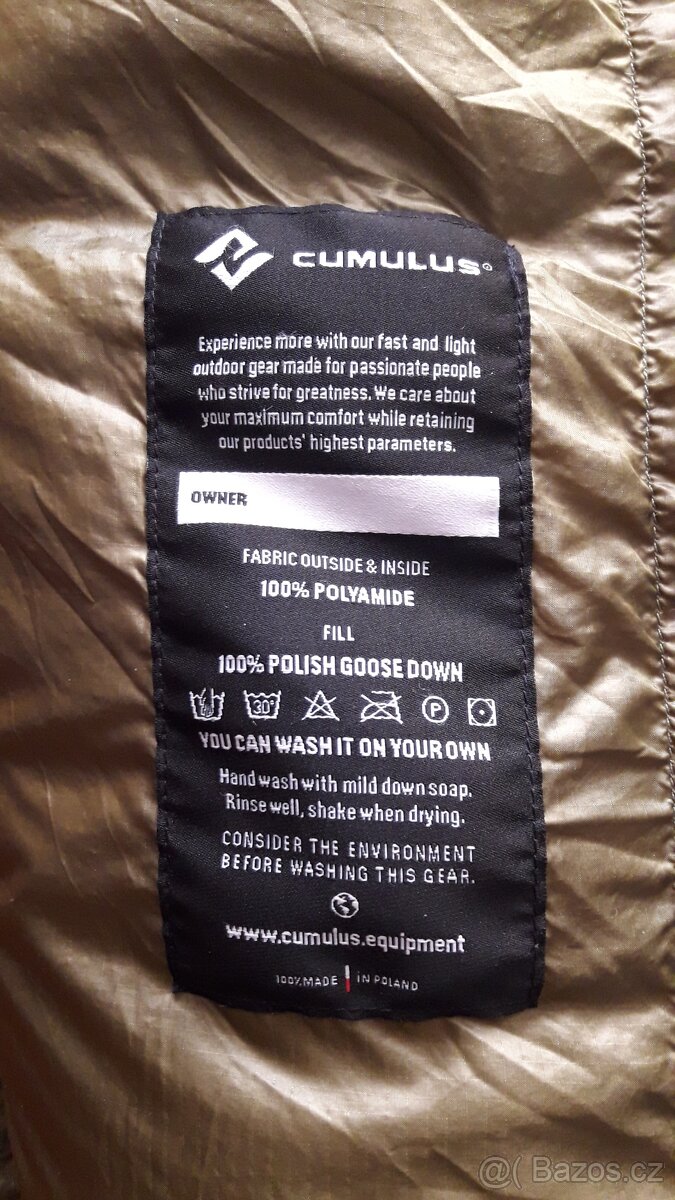 CUMULUS
Experience more with our fast and light
outdoor gear made for passionate people
who strive for greatness. We care about
your maximum comfort while retaining
our products' highest parameters.
OWNER
FABRIC OUTSIDE & INSIDE
100% POLYAMIDE
FILL
100% POLISH GOOSE DOWN
30° P
YOU CAN WASH IT ON YOUR OWN
Hand wash with mild down soap.
Rinse well, shake when drying.
CONSIDER THE ENVIRONMENT
BEFORE WASHING THIS GEAR.
www.cumulus.equipment
100% MADE IN POLAND
@( Bazos.cz